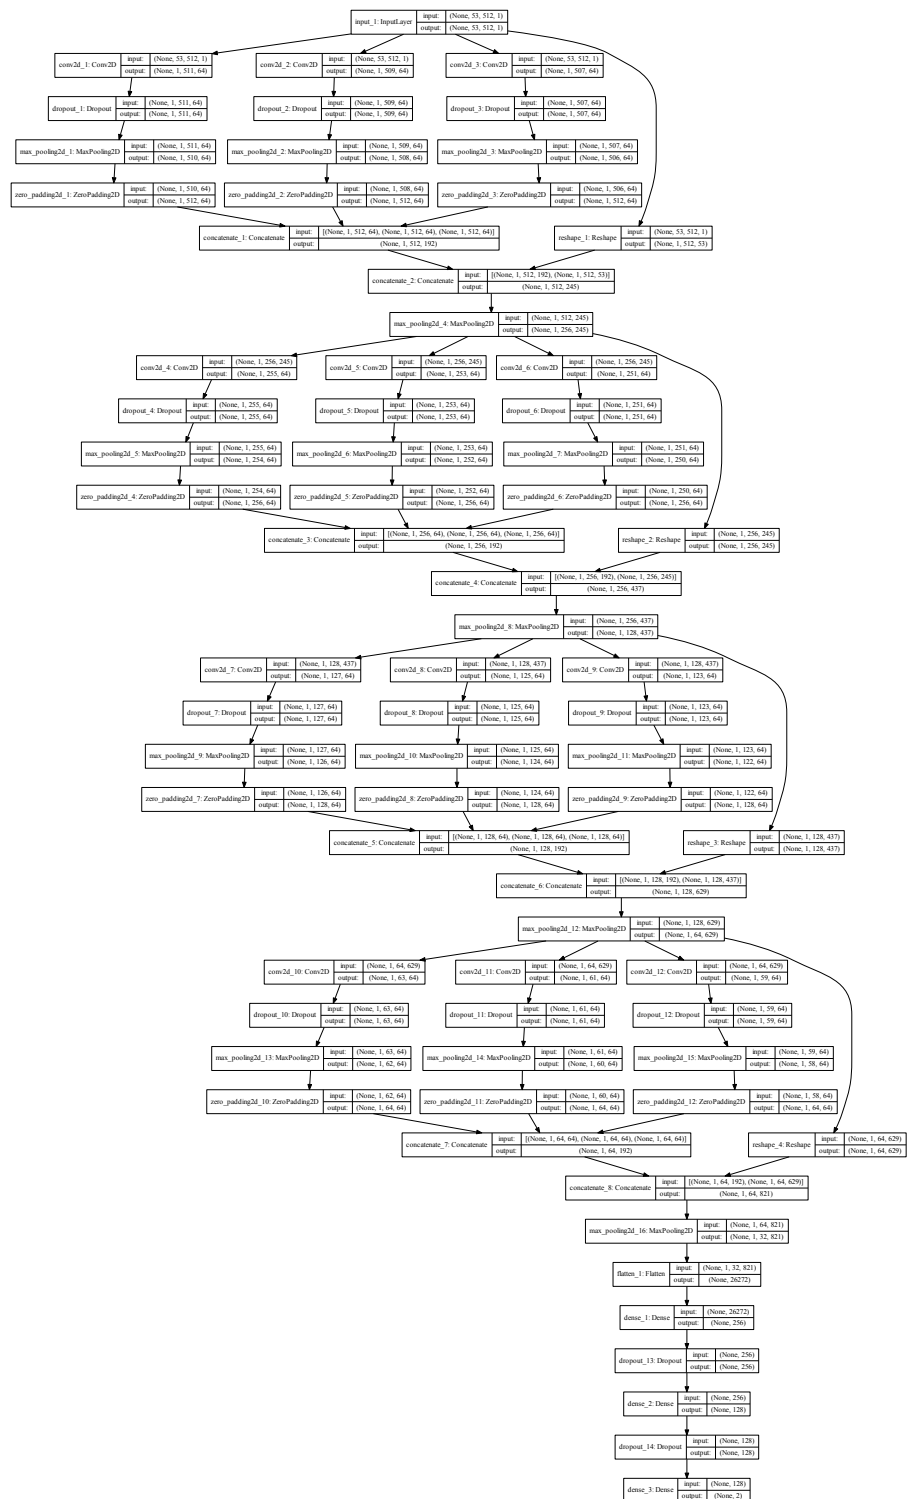 input_1: InputLayer input: (None, 53, 512, 1)
output: (None, 53, 512, 1)
conv2d_1: Conv2D input: (None, 53, 512, 1)
output: (None, 1, 511, 64)
conv2d_2: Conv2D input: (None, 53, 512, 1)
output: (None, 1, 509, 64)
conv2d_3: Conv2D input: (None, 53, 512, 1)
output: (None, 1, 507, 64)
dropout_1: Dropout input: (None, 1, 511, 64)
output: (None, 1, 511, 64)
dropout_2: Dropout input: (None, 1, 509, 64)
output: (None, 1, 509, 64)
dropout_3: Dropout input: (None, 1, 507, 64)
output: (None, 1, 507, 64)
max_pooling2d_1: MaxPooling2D input: (None, 1, 511, 64)
output: (None, 1, 510, 64)
max_pooling2d_2: MaxPooling2D input: (None, 1, 509, 64)
output: (None, 1, 508, 64)
max_pooling2d_3: MaxPooling2D input: (None, 1, 507, 64)
output: (None, 1, 506, 64)
zero_padding2d_1: ZeroPadding2D input: (None, 1, 510, 64)
output: (None, 1, 512, 64)
zero_padding2d_2: ZeroPadding2D input: (None, 1, 508, 64)
output: (None, 1, 512, 64)
zero_padding2d_3: ZeroPadding2D input: (None, 1, 506, 64)
output: (None, 1, 512, 64)
concatenate_1: Concatenate input: [(None, 1, 512, 64), (None, 1, 512, 64), (None, 1, 512, 64)]
output: (None, 1, 512, 192)
reshape_1: Reshape input: (None, 53, 512, 1)
output: (None, 1, 512, 53)
concatenate_2: Concatenate input: [(None, 1, 512, 192), (None, 1, 512, 53)]
output: (None, 1, 512, 245)
max_pooling2d_4: MaxPooling2D input: (None, 1, 512, 245)
output: (None, 1, 256, 245)
conv2d_4: Conv2D input: (None, 1, 256, 245)
output: (None, 1, 255, 64)
conv2d_5: Conv2D input: (None, 1, 256, 245)
output: (None, 1, 253, 64)
conv2d_6: Conv2D input: (None, 1, 256, 245)
output: (None, 1, 251, 64)
dropout_4: Dropout input: (None, 1, 255, 64)
output: (None, 1, 255, 64)
dropout_5: Dropout input: (None, 1, 253, 64)
output: (None, 1, 253, 64)
dropout_6: Dropout input: (None, 1, 251, 64)
output: (None, 1, 251, 64)
max_pooling2d_5: MaxPooling2D input: (None, 1, 255, 64)
output: (None, 1, 254, 64)
max_pooling2d_6: MaxPooling2D input: (None, 1, 253, 64)
output: (None, 1, 252, 64)
max_pooling2d_7: MaxPooling2D input: (None, 1, 251, 64)
output: (None, 1, 250, 64)
zero_padding2d_4: ZeroPadding2D input: (None, 1, 254, 64)
output: (None, 1, 256, 64)
zero_padding2d_5: ZeroPadding2D input: (None, 1, 252, 64)
output: (None, 1, 256, 64)
zero_padding2d_6: ZeroPadding2D input: (None, 1, 250, 64)
output: (None, 1, 256, 64)
concatenate_3: Concatenate input: [(None, 1, 256, 64), (None, 1, 256, 64), (None, 1, 256, 64)]
output: (None, 1, 256, 192)
reshape_2: Reshape input: (None, 1, 256, 245)
output: (None, 1, 256, 245)
concatenate_4: Concatenate input: [(None, 1, 256, 192), (None, 1, 256, 245)]
output: (None, 1, 256, 437)
max_pooling2d_8: MaxPooling2D input: (None, 1, 256, 437)
output: (None, 1, 128, 437)
conv2d_7: Conv2D input: (None, 1, 128, 437)
output: (None, 1, 127, 64)
conv2d_8: Conv2D input: (None, 1, 128, 437)
output: (None, 1, 125, 64)
conv2d_9: Conv2D input: (None, 1, 128, 437)
output: (None, 1, 123, 64)
dropout_7: Dropout input: (None, 1, 127, 64)
output: (None, 1, 127, 64)
dropout_8: Dropout input: (None, 1, 125, 64)
output: (None, 1, 125, 64)
dropout_9: Dropout input: (None, 1, 123, 64)
output: (None, 1, 123, 64)
max_pooling2d_9: MaxPooling2D input: (None, 1, 127, 64)
output: (None, 1, 126, 64)
max_pooling2d_10: MaxPooling2D input: (None, 1, 125, 64)
output: (None, 1, 124, 64)
max_pooling2d_11: MaxPooling2D input: (None, 1, 123, 64)
output: (None, 1, 122, 64)
zero_padding2d_7: ZeroPadding2D input: (None, 1, 126, 64)
output: (None, 1, 128, 64)
zero_padding2d_8: ZeroPadding2D input: (None, 1, 124, 64)
output: (None, 1, 128, 64)
zero_padding2d_9: ZeroPadding2D input: (None, 1, 122, 64)
output: (None, 1, 128, 64)
concatenate_5: Concatenate input: [(None, 1, 128, 64), (None, 1, 128, 64), (None, 1, 128, 64)]
output: (None, 1, 128, 192)
reshape_3: Reshape input: (None, 1, 128, 437)
output: (None, 1, 128, 437)
concatenate_6: Concatenate input: [(None, 1, 128, 192), (None, 1, 128, 437)]
output: (None, 1, 128, 629)
max_pooling2d_12: MaxPooling2D input: (None, 1, 128, 629)
output: (None, 1, 64, 629)
conv2d_10: Conv2D input: (None, 1, 64, 629)
output: (None, 1, 63, 64)
conv2d_11: Conv2D input: (None, 1, 64, 629)
output: (None, 1, 61, 64)
conv2d_12: Conv2D input: (None, 1, 64, 629)
output: (None, 1, 59, 64)
dropout_10: Dropout input: (None, 1, 63, 64)
output: (None, 1, 63, 64)
dropout_11: Dropout input: (None, 1, 61, 64)
output: (None, 1, 61, 64)
dropout_12: Dropout input: (None, 1, 59, 64)
output: (None, 1, 59, 64)
max_pooling2d_13: MaxPooling2D input: (None, 1, 63, 64)
output: (None, 1, 62, 64)
max_pooling2d_14: MaxPooling2D input: (None, 1, 61, 64)
output: (None, 1, 60, 64)
max_pooling2d_15: MaxPooling2D input: (None, 1, 59, 64)
output: (None, 1, 58, 64)
zero_padding2d_10: ZeroPadding2D input: (None, 1, 62, 64)
output: (None, 1, 64, 64)
zero_padding2d_11: ZeroPadding2D input: (None, 1, 60, 64)
output: (None, 1, 64, 64)
zero_padding2d_12: ZeroPadding2D input: (None, 1, 58, 64)
output: (None, 1, 64, 64)
concatenate_7: Concatenate input: [(None, 1, 64, 64), (None, 1, 64, 64), (None, 1, 64, 64)]
output: (None, 1, 64, 192)
reshape_4: Reshape input: (None, 1, 64, 629)
output: (None, 1, 64, 629)
concatenate_8: Concatenate input: [(None, 1, 64, 192), (None, 1, 64, 629)]
output: (None, 1, 64, 821)
max_pooling2d_16: MaxPooling2D input: (None, 1, 64, 821)
output: (None, 1, 32, 821)
flatten_1: Flatten input: (None, 1, 32, 821)
output: (None, 26272)
dense_1: Dense input: (None, 26272)
output: (None, 256)
dropout_13: Dropout input: (None, 256)
output: (None, 256)
dense_2: Dense input: (None, 256)
output: (None, 128)
dropout_14: Dropout input: (None, 128)
output: (None, 128)
dense_3: Dense input: (None, 128)
output: (None, 2)